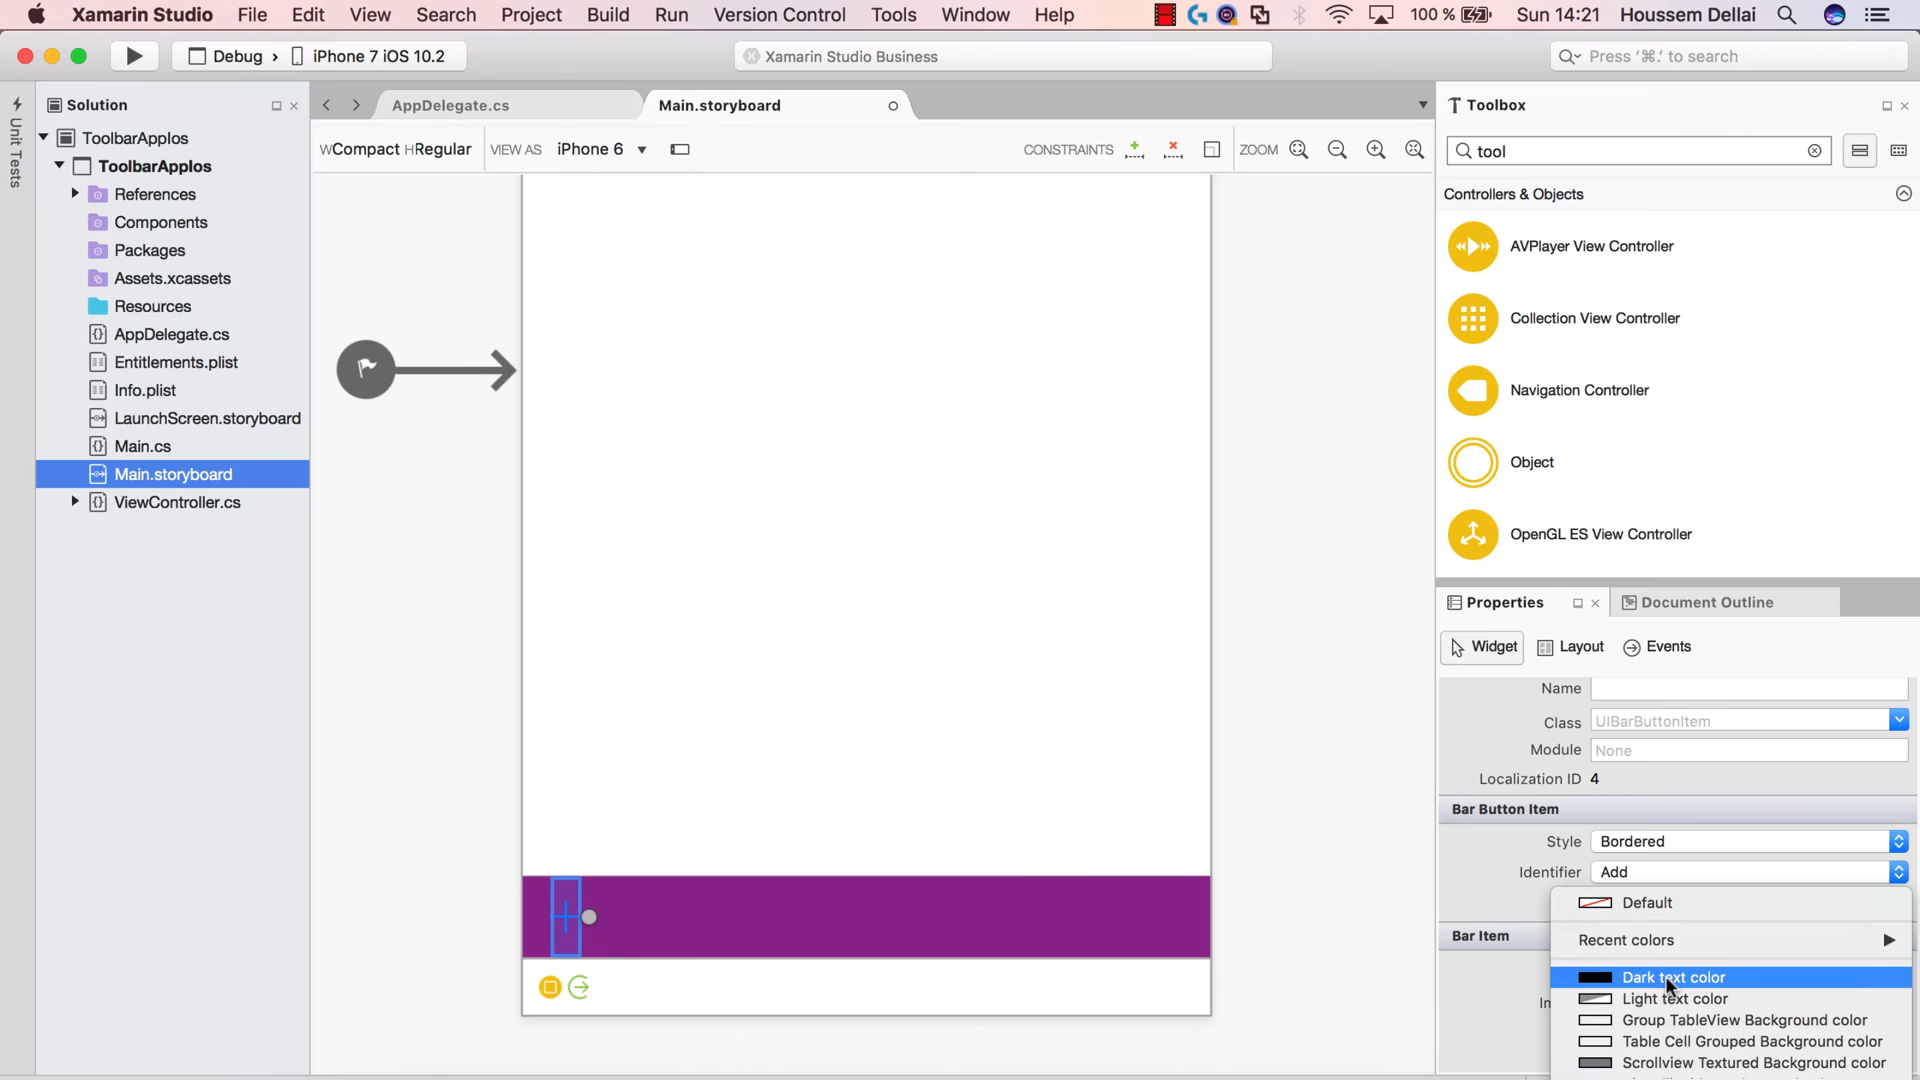 Xamarin Studio File Edit View Search Project Build Run Version Control Tools Window Help 100 % Sun 14:21 Houssem Dellai
Debug › iPhone 7 iOS 10.2 Xamarin Studio Business Press ‘⌘.’ to search
Unit Tests
Solution
ToolbarAppIos
ToolbarAppIos
References
Components
Packages
Assets.xcassets
Resources
AppDelegate.cs
Entitlements.plist
Info.plist
LaunchScreen.storyboard
Main.cs
Main.storyboard
ViewController.cs
AppDelegate.cs Main.storyboard
wCompact HRegular VIEW AS iPhone 6 CONSTRAINTS ZOOM
Toolbox
tool
Controllers & Objects
AVPlayer View Controller
Collection View Controller
Navigation Controller
Object
OpenGL ES View Controller
Properties Document Outline
Widget Layout Events
Name
Class UIBarButtonItem
Module None
Localization ID 4
Bar Button Item
Style Bordered
Identifier Add
Default
Bar Item
Recent colors
Dark text color
Light text color
Group TableView Background color
Table Cell Grouped Background color
Scrollview Textured Background color